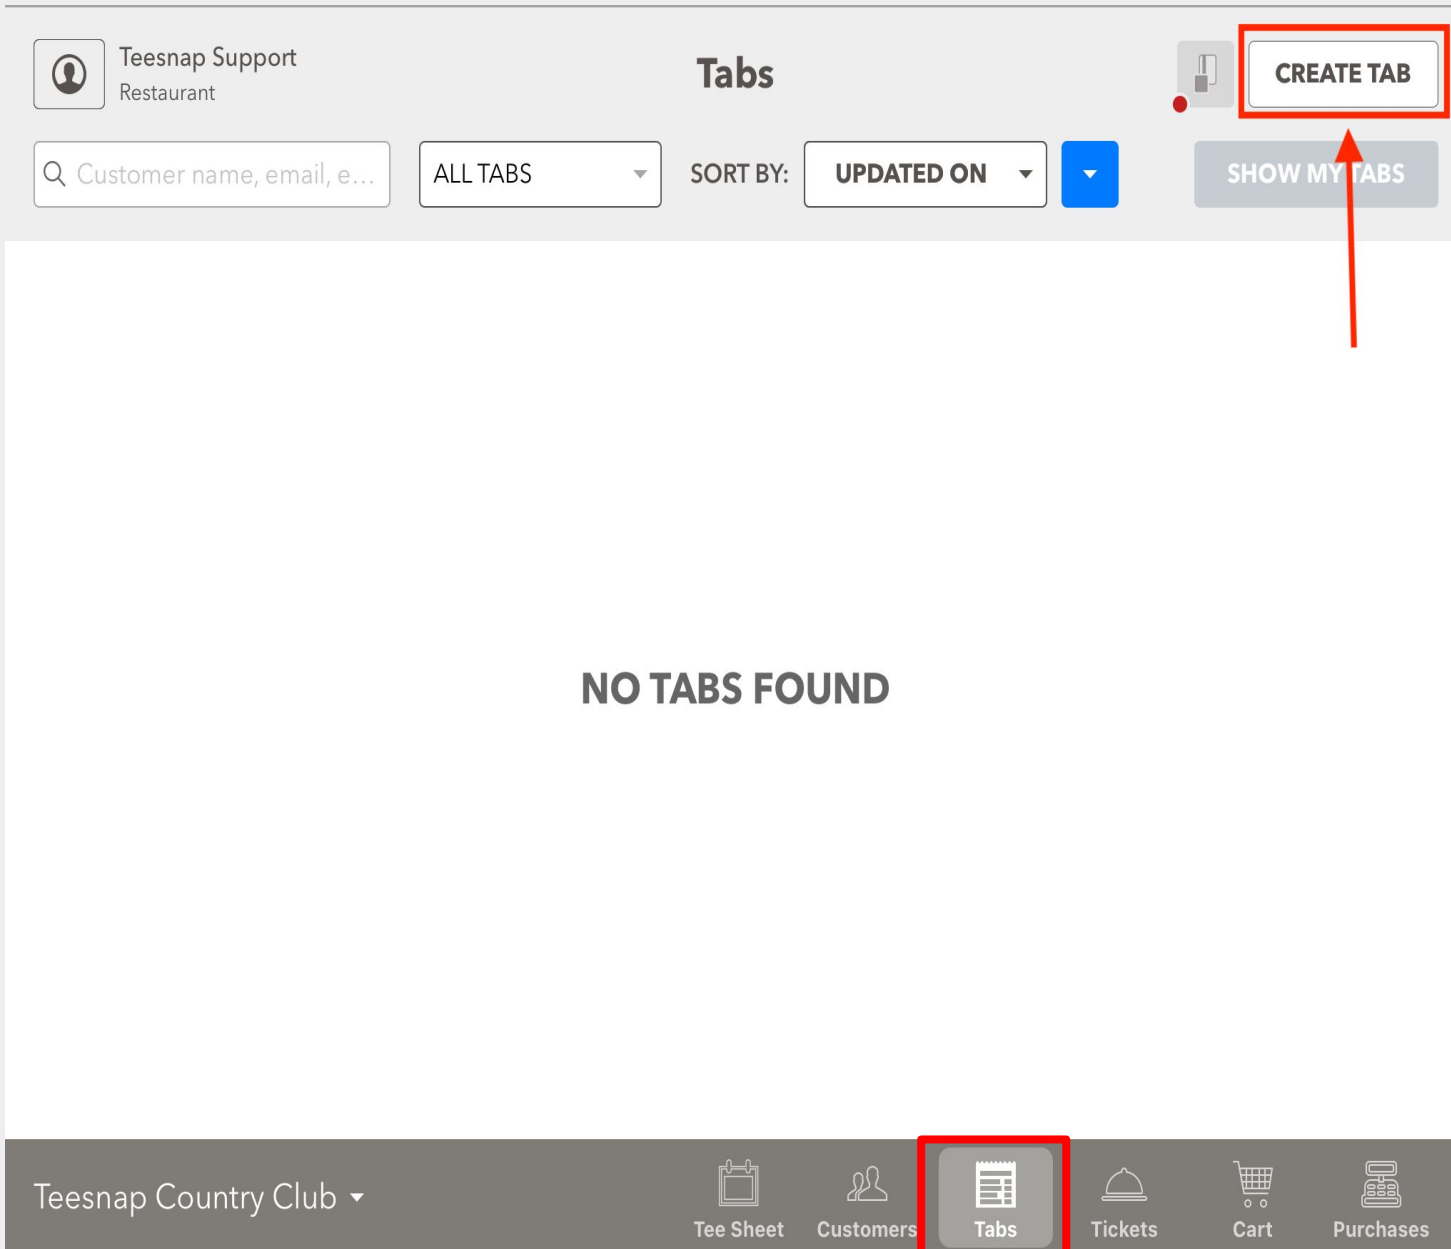 Teesnap Support
Restaurant
Tabs
CREATE TAB
Customer name, email, e...
ALL TABS
SORT BY:
UPDATED ON
SHOW MY TABS
NO TABS FOUND
Teesnap Country Club
Tee Sheet
Customers
Tabs
Tickets
Cart
Purchases